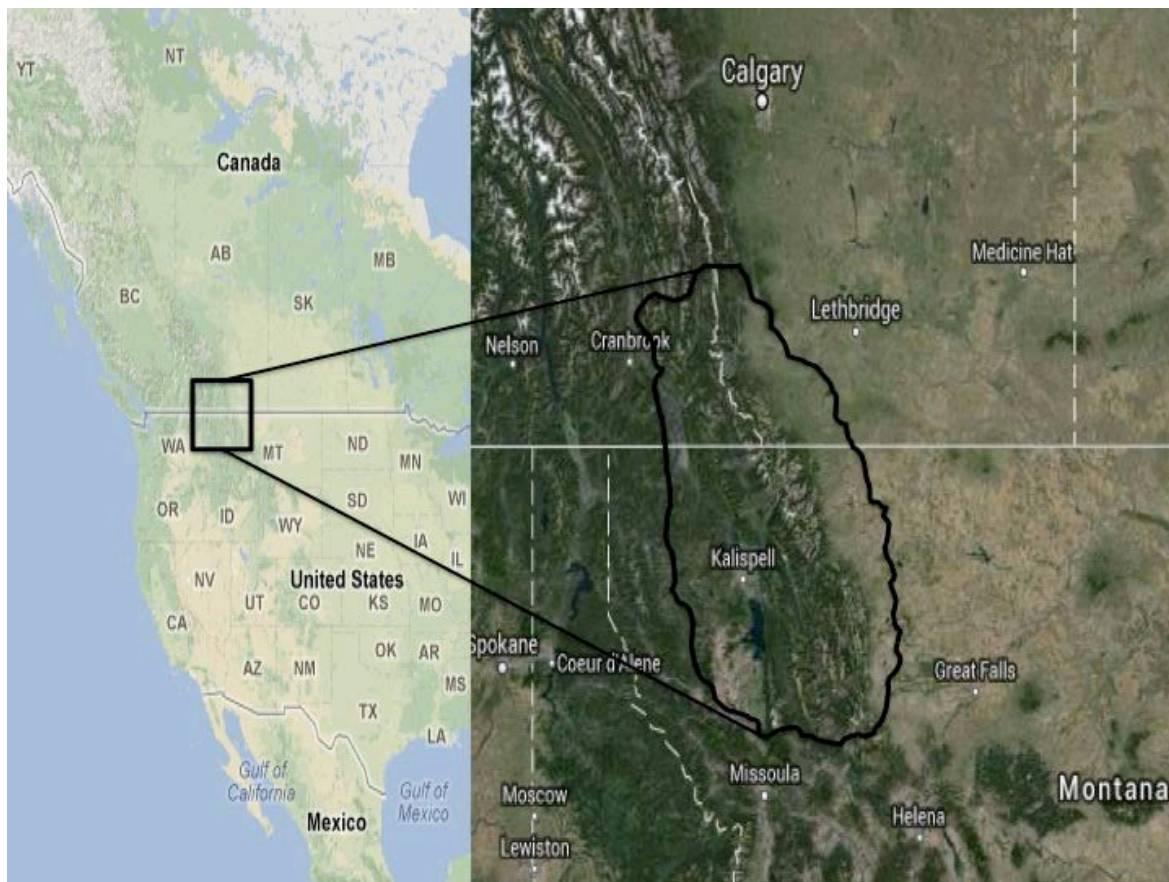 YT
NT
Canada
AB
MB
BC
SK
WA
MT
ND
MN
OR
ID
SD
WI
WY
IA
NE
IL
NV
United States
UT
CO
KS
MO
CA
OK
AR
AZ
NM
MS
TX
LA
Gulf of
California
Gulf of
Mexico
Mexico
Calgary
Medicine Hat
Lethbridge
Nelson
Cranbrook
Kalispell
Spokane
Coeur d'Alene
Great Falls
Missoula
Moscow
Montana
Helena
Lewiston